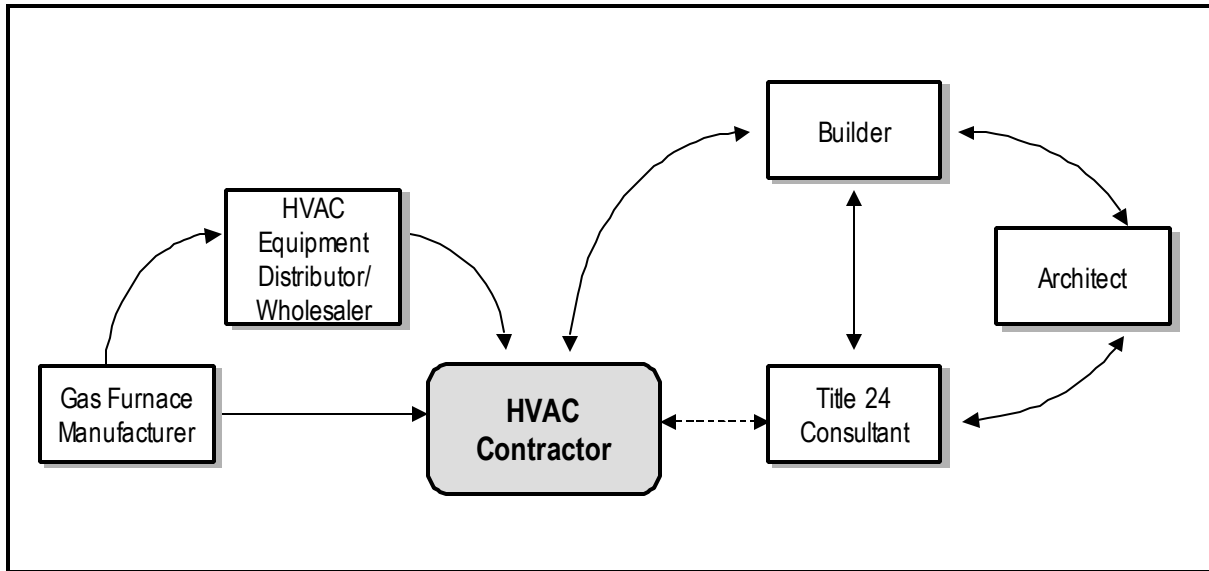 Builder
HVAC
Equipment
Distributor/
Wholesaler
Architect
Gas Furnace
Manufacturer
HVAC
Contractor
Title 24
Consultant